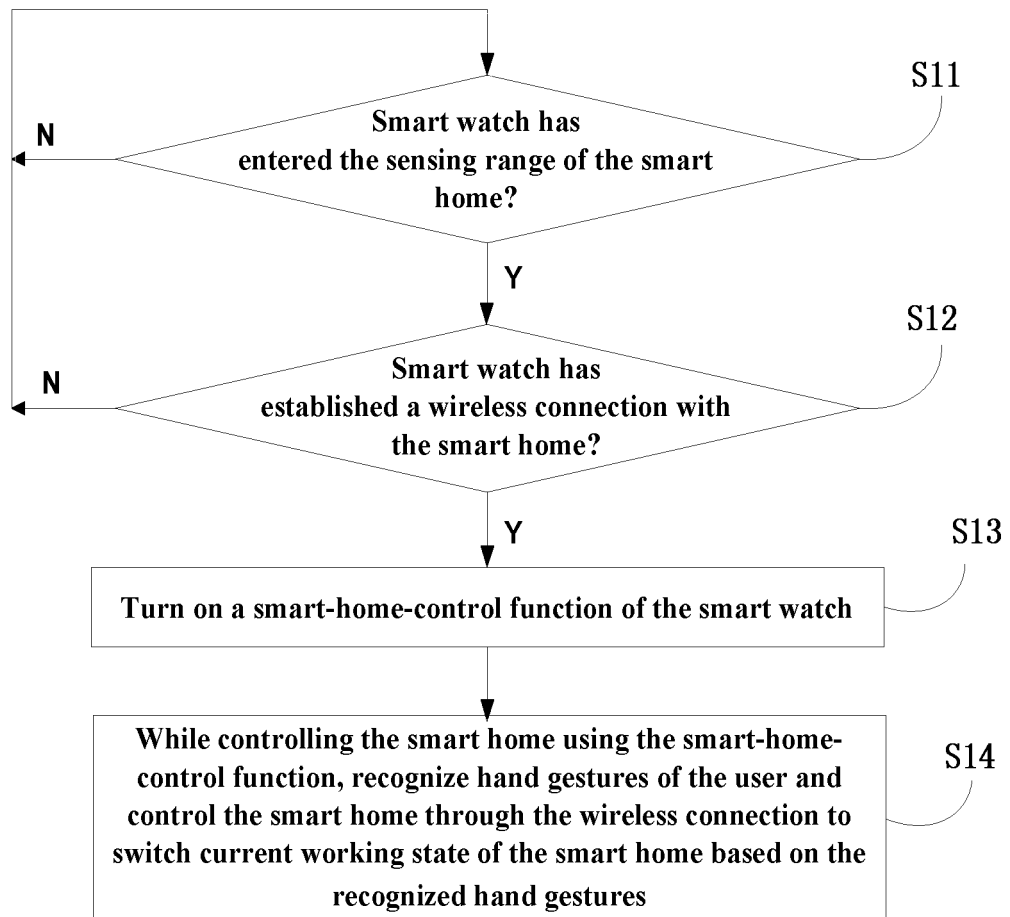 S11
Smart watch has
entered the sensing range of the smart
home?
N
Y
S12
Smart watch has
established a wireless connection with
the smart home?
N
Y
S13
Turn on a smart-home-control function of the smart watch
S14
While controlling the smart home using the smart-home-
control function, recognize hand gestures of the user and
control the smart home through the wireless connection to
switch current working state of the smart home based on the
recognized hand gestures